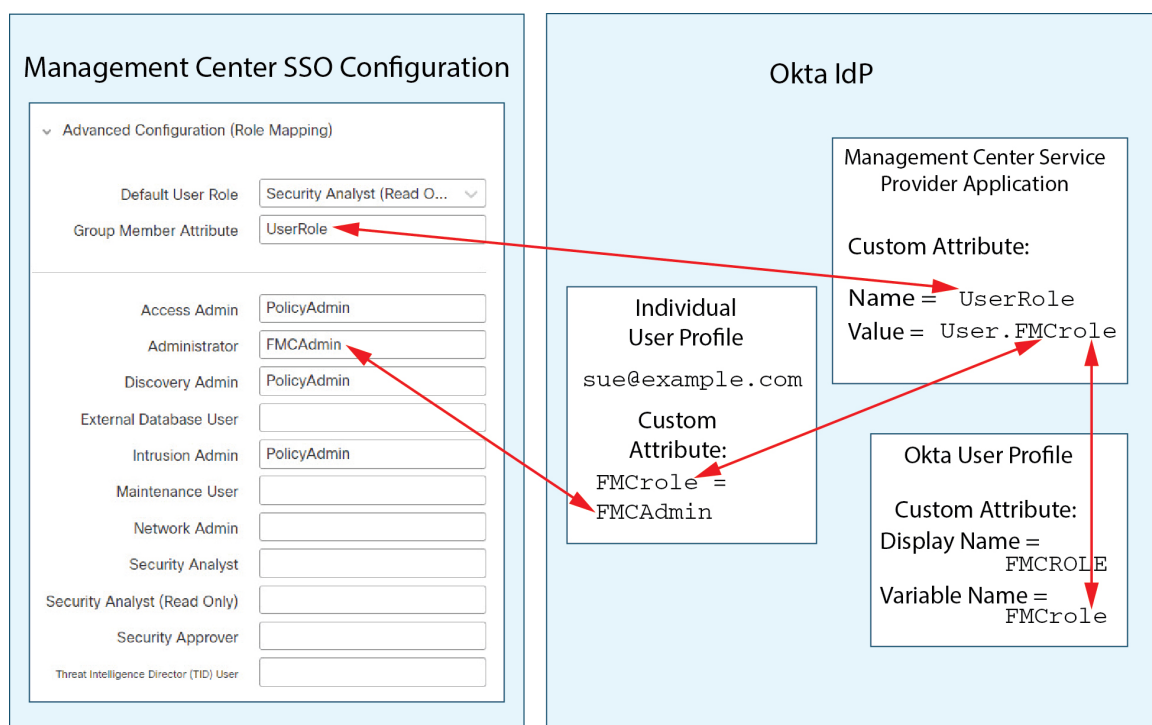 Management Center SSO Configuration
Advanced Configuration (Role Mapping)
Default User Role
Security Analyst (Read O...
Group Member Attribute
UserRole
Access Admin
PolicyAdmin
Administrator
FMCAdmin
Discovery Admin
PolicyAdmin
External Database User
Intrusion Admin
PolicyAdmin
Maintenance User
Network Admin
Security Analyst
Security Analyst (Read Only)
Security Approver
Threat Intelligence Director (TID) User
Okta IdP
Management Center Service
Provider Application
Custom Attribute:
Name = UserRole
Value = User.FMCrole
Individual
User Profile
sue@example.com
Custom
Attribute:
FMCrole =
FMCAdmin
Okta User Profile
Custom Attribute:
Display Name =
FMCROLE
Variable Name =
FMCrole